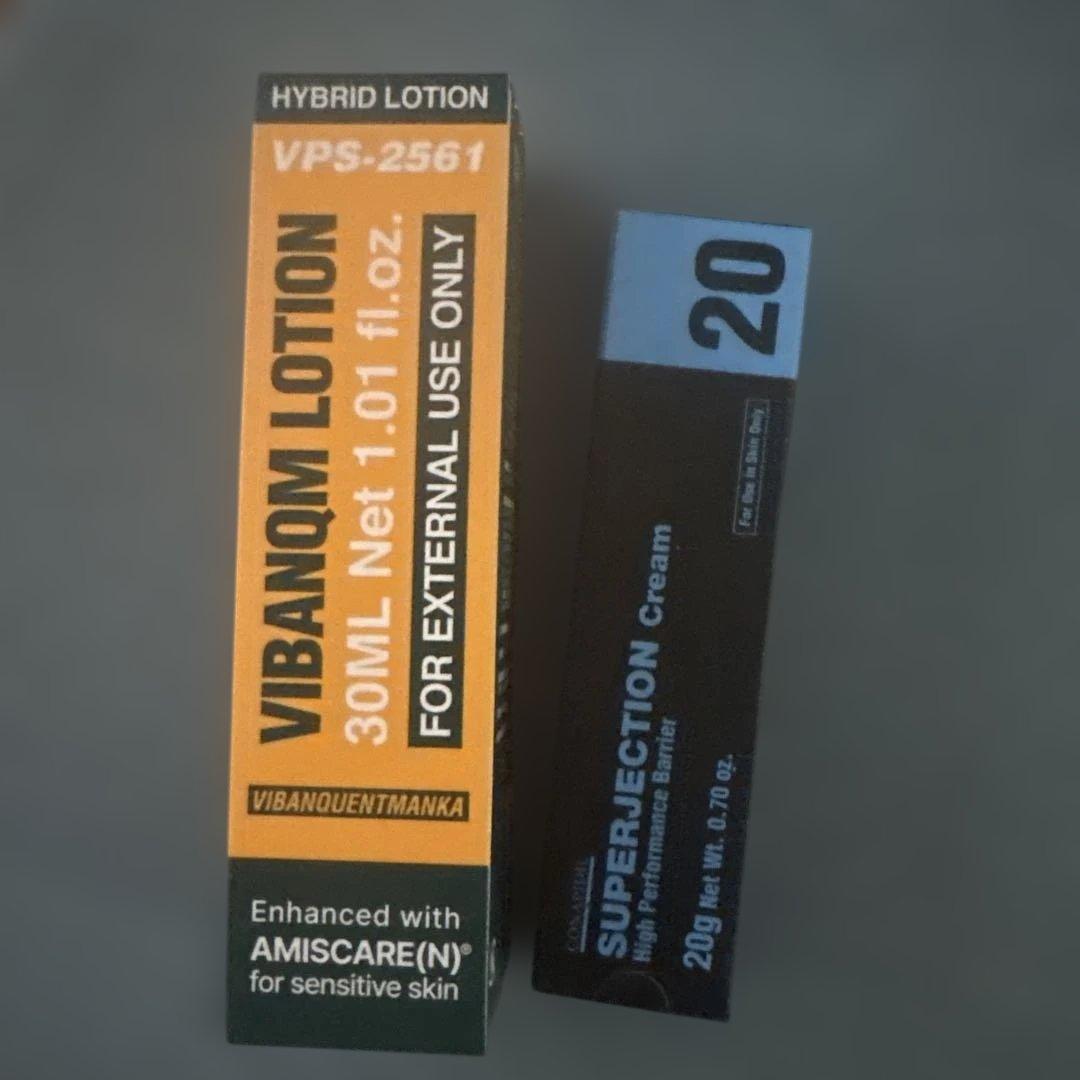 HYBRID LOTION
VPS-2561
VIBANQM LOTION
30ML Net 1.01 fl.oz.
FOR EXTERNAL USE ONLY
VIBANQUENTMANKA
Enhanced with
AMISCARE(N)®
for sensitive skin
20
For Use in Skin Only
SUPERJECTION Cream
High Performance Barrier
20g Net Wt. 0.70 oz.